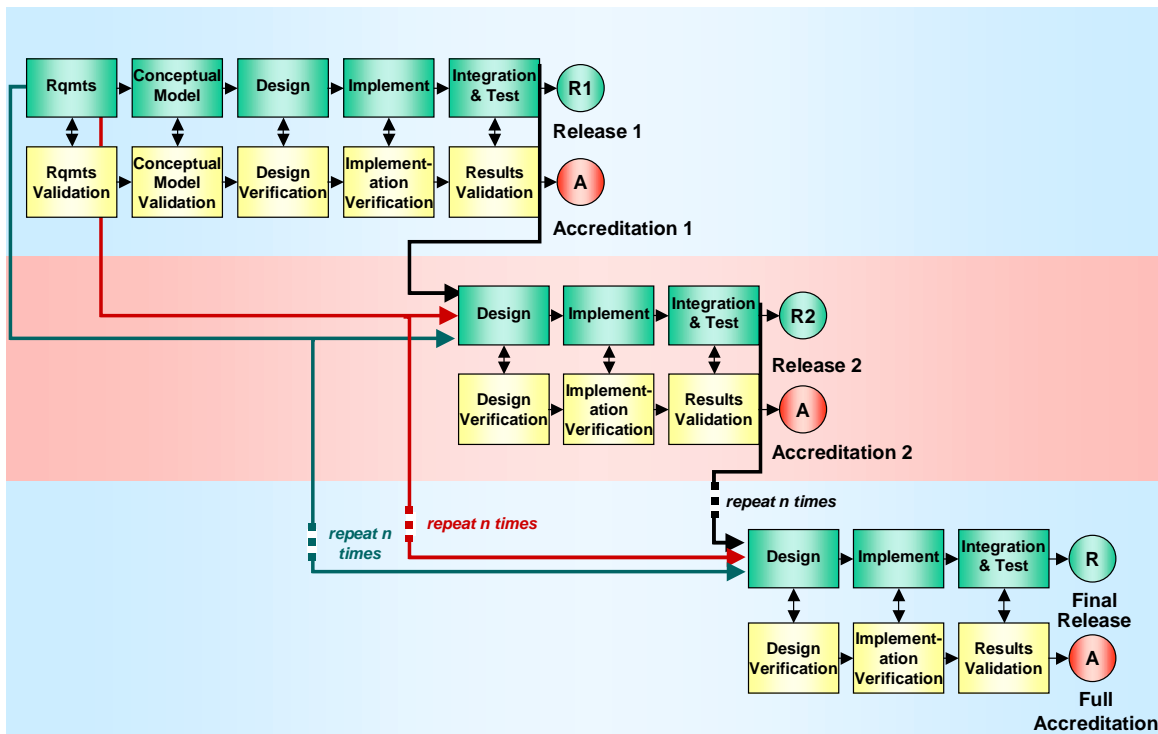 Rqmts
Conceptual
Model
Design
Implement
Integration
& Test
R1
Release 1
Rqmts
Validation
Conceptual
Model
Validation
Design
Verification
Implement-
ation
Verification
Results
Validation
A
Accreditation 1
Design
Implement
Integration
& Test
R2
Release 2
Design
Verification
Implement-
ation
Verification
Results
Validation
A
Accreditation 2
repeat n
times
repeat n times
repeat n times
Design
Implement
Integration
& Test
R
Final
Release
Design
Verification
Implement-
ation
Verification
Results
Validation
A
Full
Accreditation